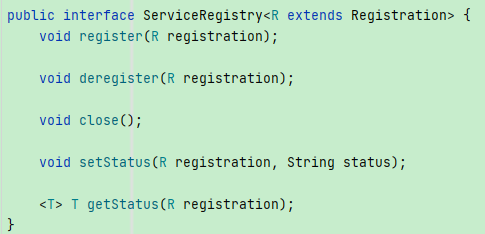 public interface ServiceRegistry<R extends Registration> {
    void register(R registration);
    void deregister(R registration);
    void close();
    void setStatus(R registration, String status);
    <T> T getStatus(R registration);
}